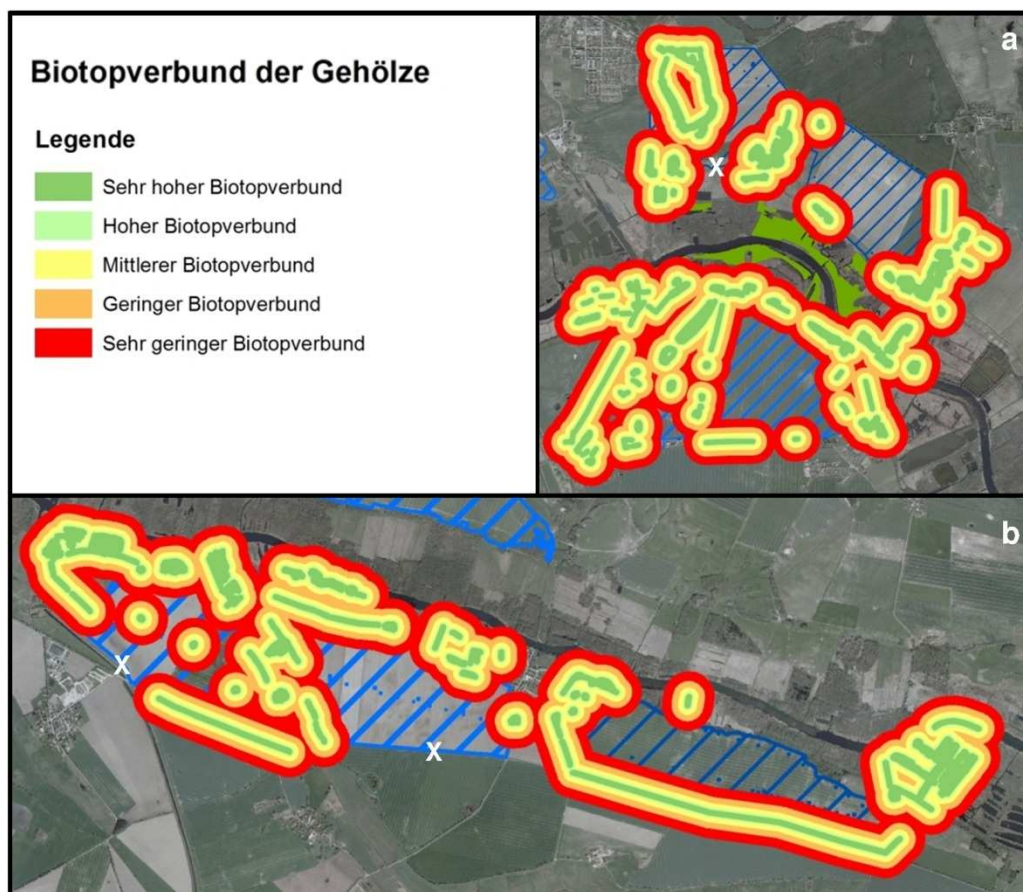 Biotopverbund der Gehölze
Legende
Sehr hoher Biotopverbund
Hoher Biotopverbund
Mittlerer Biotopverbund
Geringer Biotopverbund
Sehr geringer Biotopverbund
a
X
b
X
X